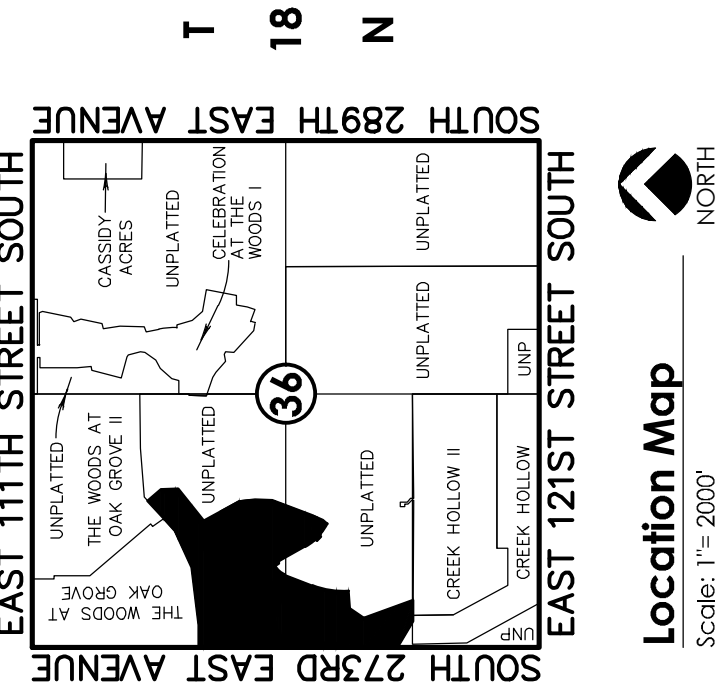 EAST 111TH STREET SOUTH
SOUTH 273RD EAST AVENUE
SOUTH 289TH EAST AVENUE
T
18
N
UNPLATTED
THE WOODS AT
OAK GROVE II
THE WOODS AT
OAK GROVE
CASSIDY
ACRES
UNPLATTED
CELEBRATION
AT THE
WOODS I
UNPLATTED
36
UNPLATTED
UNPLATTED
UNPLATTED
CREEK HOLLOW II
CREEK HOLLOW
UNP
UNP
EAST 121ST STREET SOUTH
Location Map
Scale: 1"= 2000'
NORTH